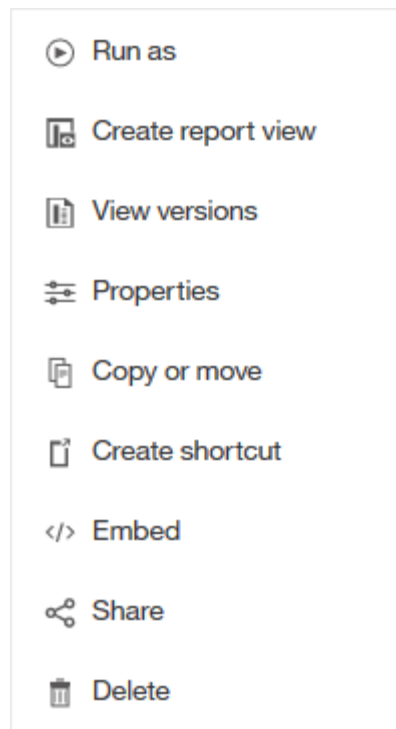 Run as
Create report view
View versions
Properties
Copy or move
Create shortcut
Embed
Share
Delete